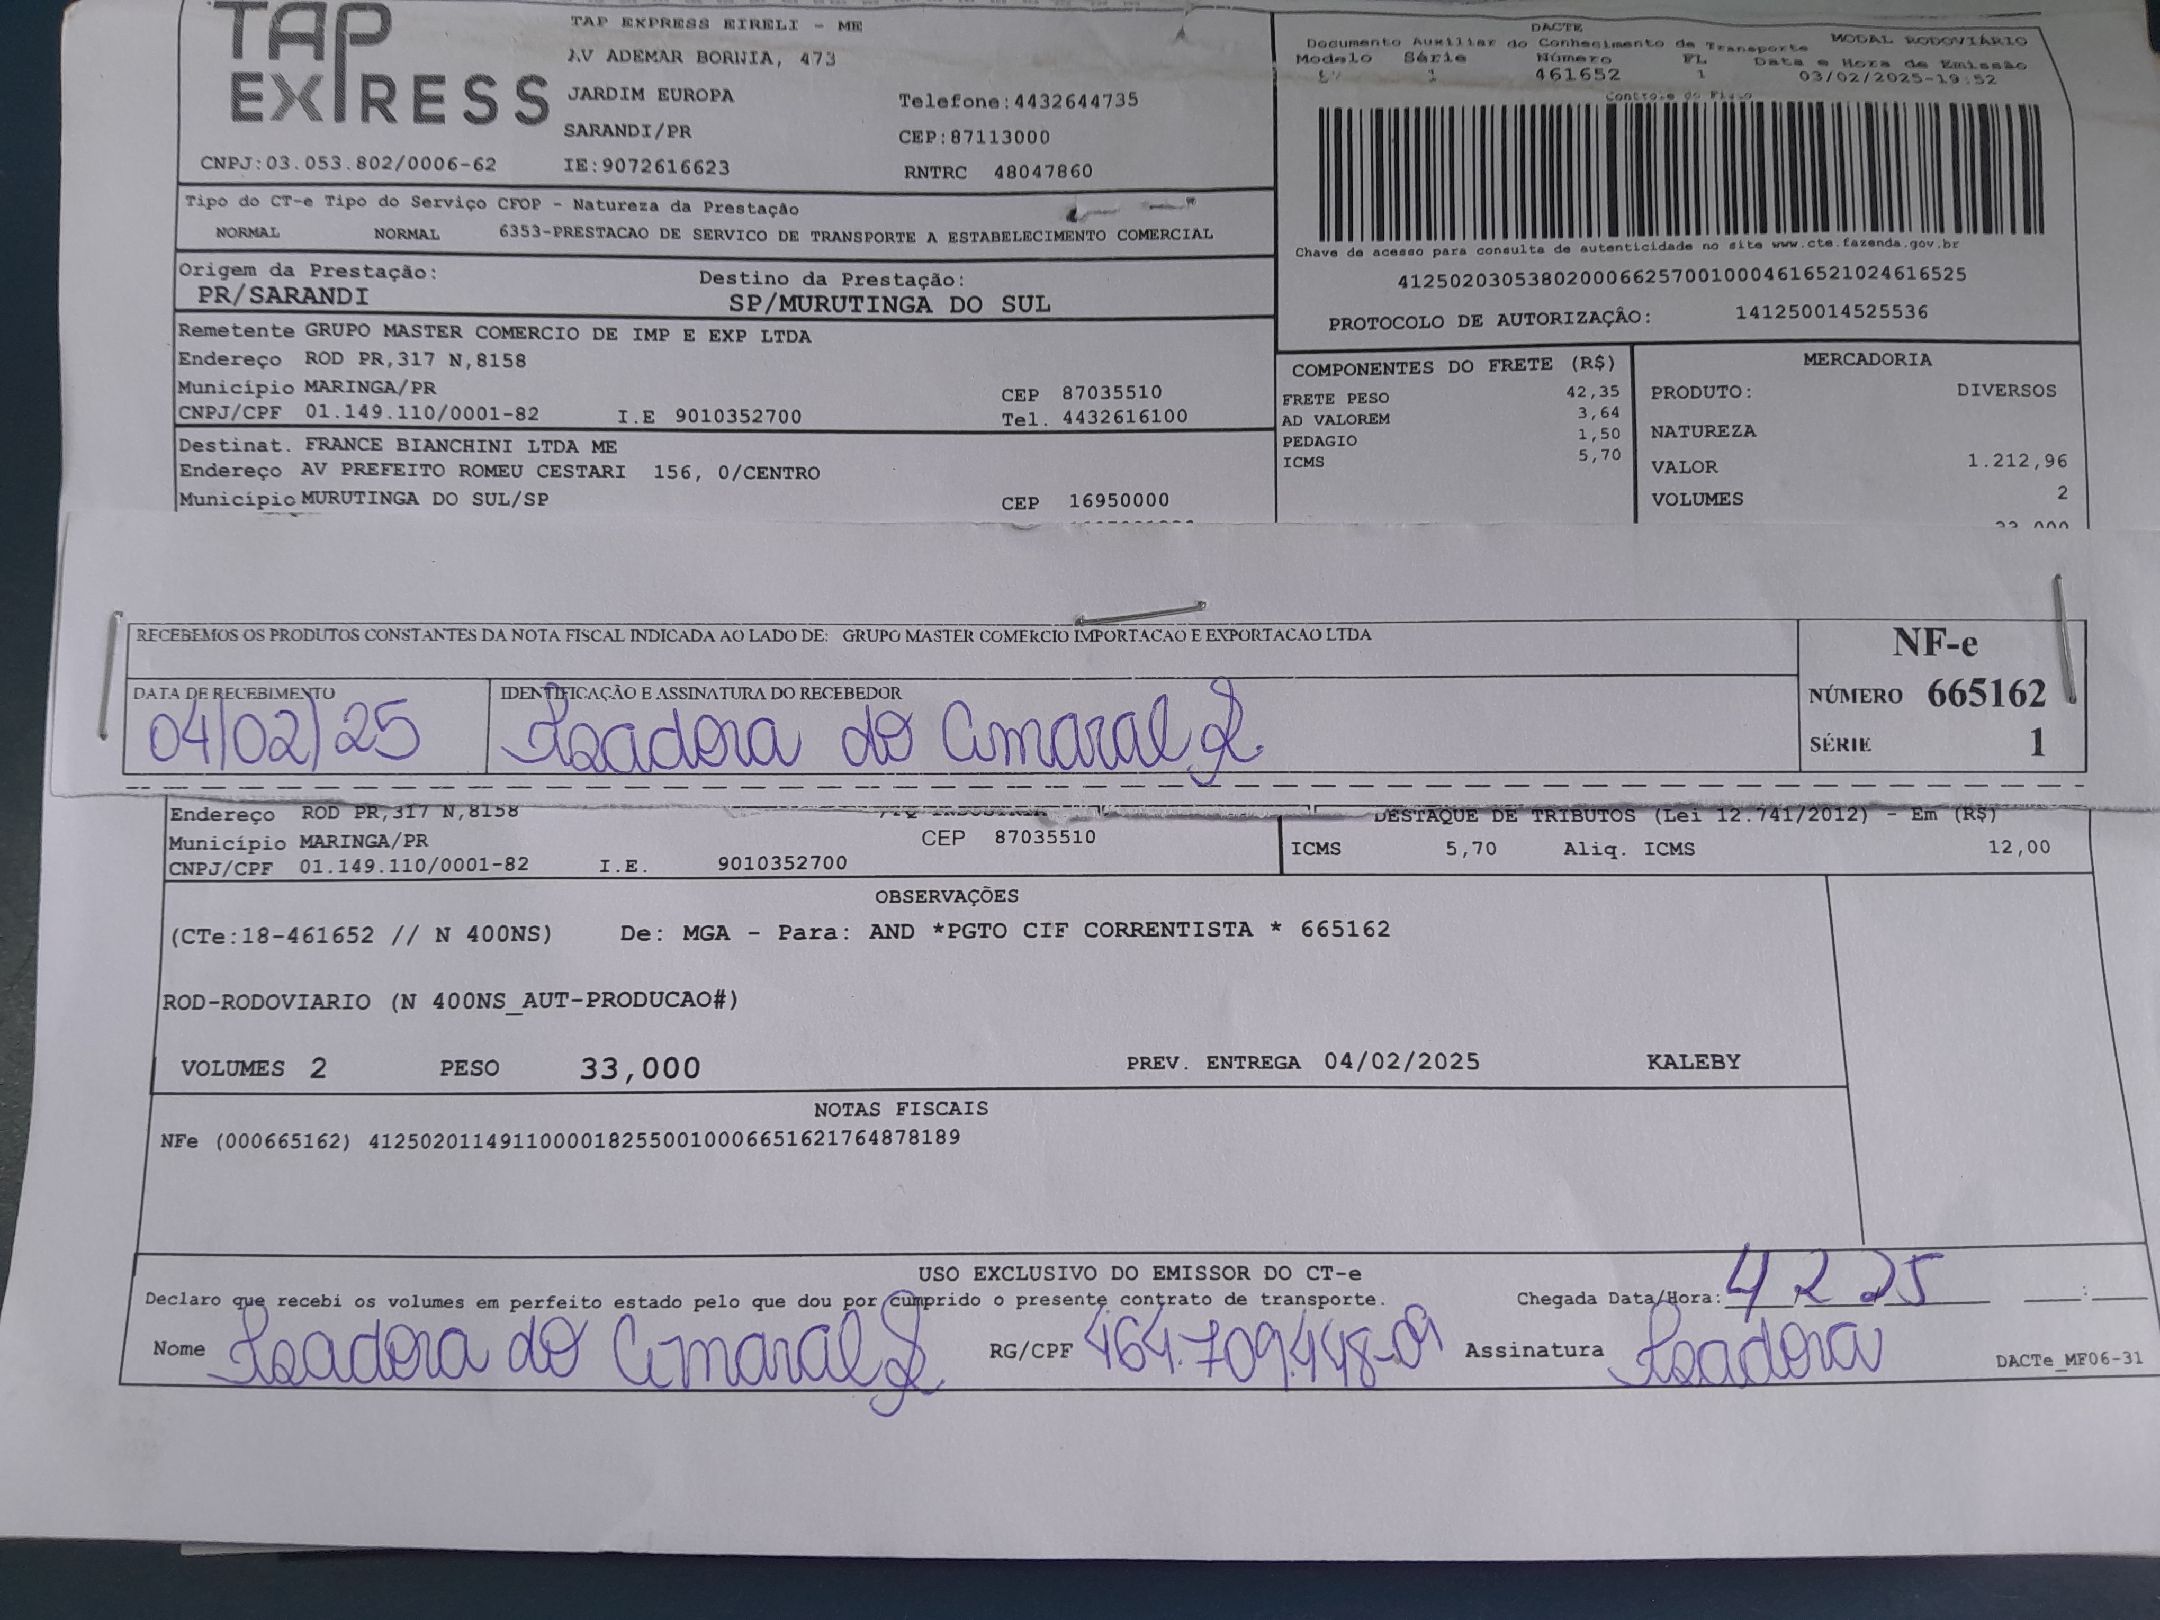 TAP EXPRESS
TAP EXPRESS EIRELI - ME
AV ADEMAR BORNIA, 473
JARDIM EUROPA Telefone:4432644735
SARANDI/PR CEP:87113000
CNPJ:03.053.802/0006-62 IE:9072616623 RNTRC 48047860
DACTE
Documento Auxiliar do Conhecimento de Transporte MODAL RODOVIÁRIO
Modelo Série Número FL Data e Hora de Emissão
1 461652 1 03/02/2025-19:52
Controle do Fisco
Chave de acesso para consulta de autenticidade no site www.cte.fazenda.gov.br
41250203053802000662570010004616521024616525
PROTOCOLO DE AUTORIZAÇÃO: 141250014525536
Tipo do CT-e Tipo do Serviço CFOP - Natureza da Prestação
NORMAL NORMAL 6353-PRESTACAO DE SERVICO DE TRANSPORTE A ESTABELECIMENTO COMERCIAL
Origem da Prestação: Destino da Prestação:
PR/SARANDI SP/MURUTINGA DO SUL
Remetente GRUPO MASTER COMERCIO DE IMP E EXP LTDA
Endereço ROD PR,317 N,8158
Município MARINGA/PR CEP 87035510
CNPJ/CPF 01.149.110/0001-82 I.E 9010352700 Tel. 4432616100
Destinat. FRANCE BIANCHINI LTDA ME
Endereço AV PREFEITO ROMEU CESTARI 156, 0/CENTRO
Município MURUTINGA DO SUL/SP CEP 16950000
COMPONENTES DO FRETE (R$)
FRETE PESO 42,35
AD VALOREM 3,64
PEDAGIO 1,50
ICMS 5,70
MERCADORIA
PRODUTO: DIVERSOS
NATUREZA
VALOR 1.212,96
VOLUMES 2
RECEBEMOS OS PRODUTOS CONSTANTES DA NOTA FISCAL INDICADA AO LADO DE: GRUPO MASTER COMERCIO IMPORTACAO E EXPORTACAO LTDA
DATA DE RECEBIMENTO IDENTIFICAÇÃO E ASSINATURA DO RECEBEDOR
04/02/25 Isadora do Amaral
NF-e
NÚMERO 665162
SÉRIE 1
Endereço ROD PR,317 N,8158
Município MARINGA/PR CEP 87035510
CNPJ/CPF 01.149.110/0001-82 I.E. 9010352700
DESTAQUE DE TRIBUTOS (Lei 12.741/2012) - Em (R$)
ICMS 5,70 Aliq. ICMS 12,00
OBSERVAÇÕES
(CTe:18-461652 // N 400NS) De: MGA - Para: AND *PGTO CIF CORRENTISTA * 665162
ROD-RODOVIARIO (N 400NS_AUT-PRODUCAO#)
VOLUMES 2 PESO 33,000 PREV. ENTREGA 04/02/2025 KALEBY
NOTAS FISCAIS
NFe (000665162) 41250201149110000182550010006651621764878189
USO EXCLUSIVO DO EMISSOR DO CT-e
Declaro que recebi os volumes em perfeito estado pelo que dou por cumprido o presente contrato de transporte. Chegada Data/Hora: 4 2 25
Nome Isadora do Amaral RG/CPF 464.709.448-09 Assinatura Isadora
DACTe_MF06-31